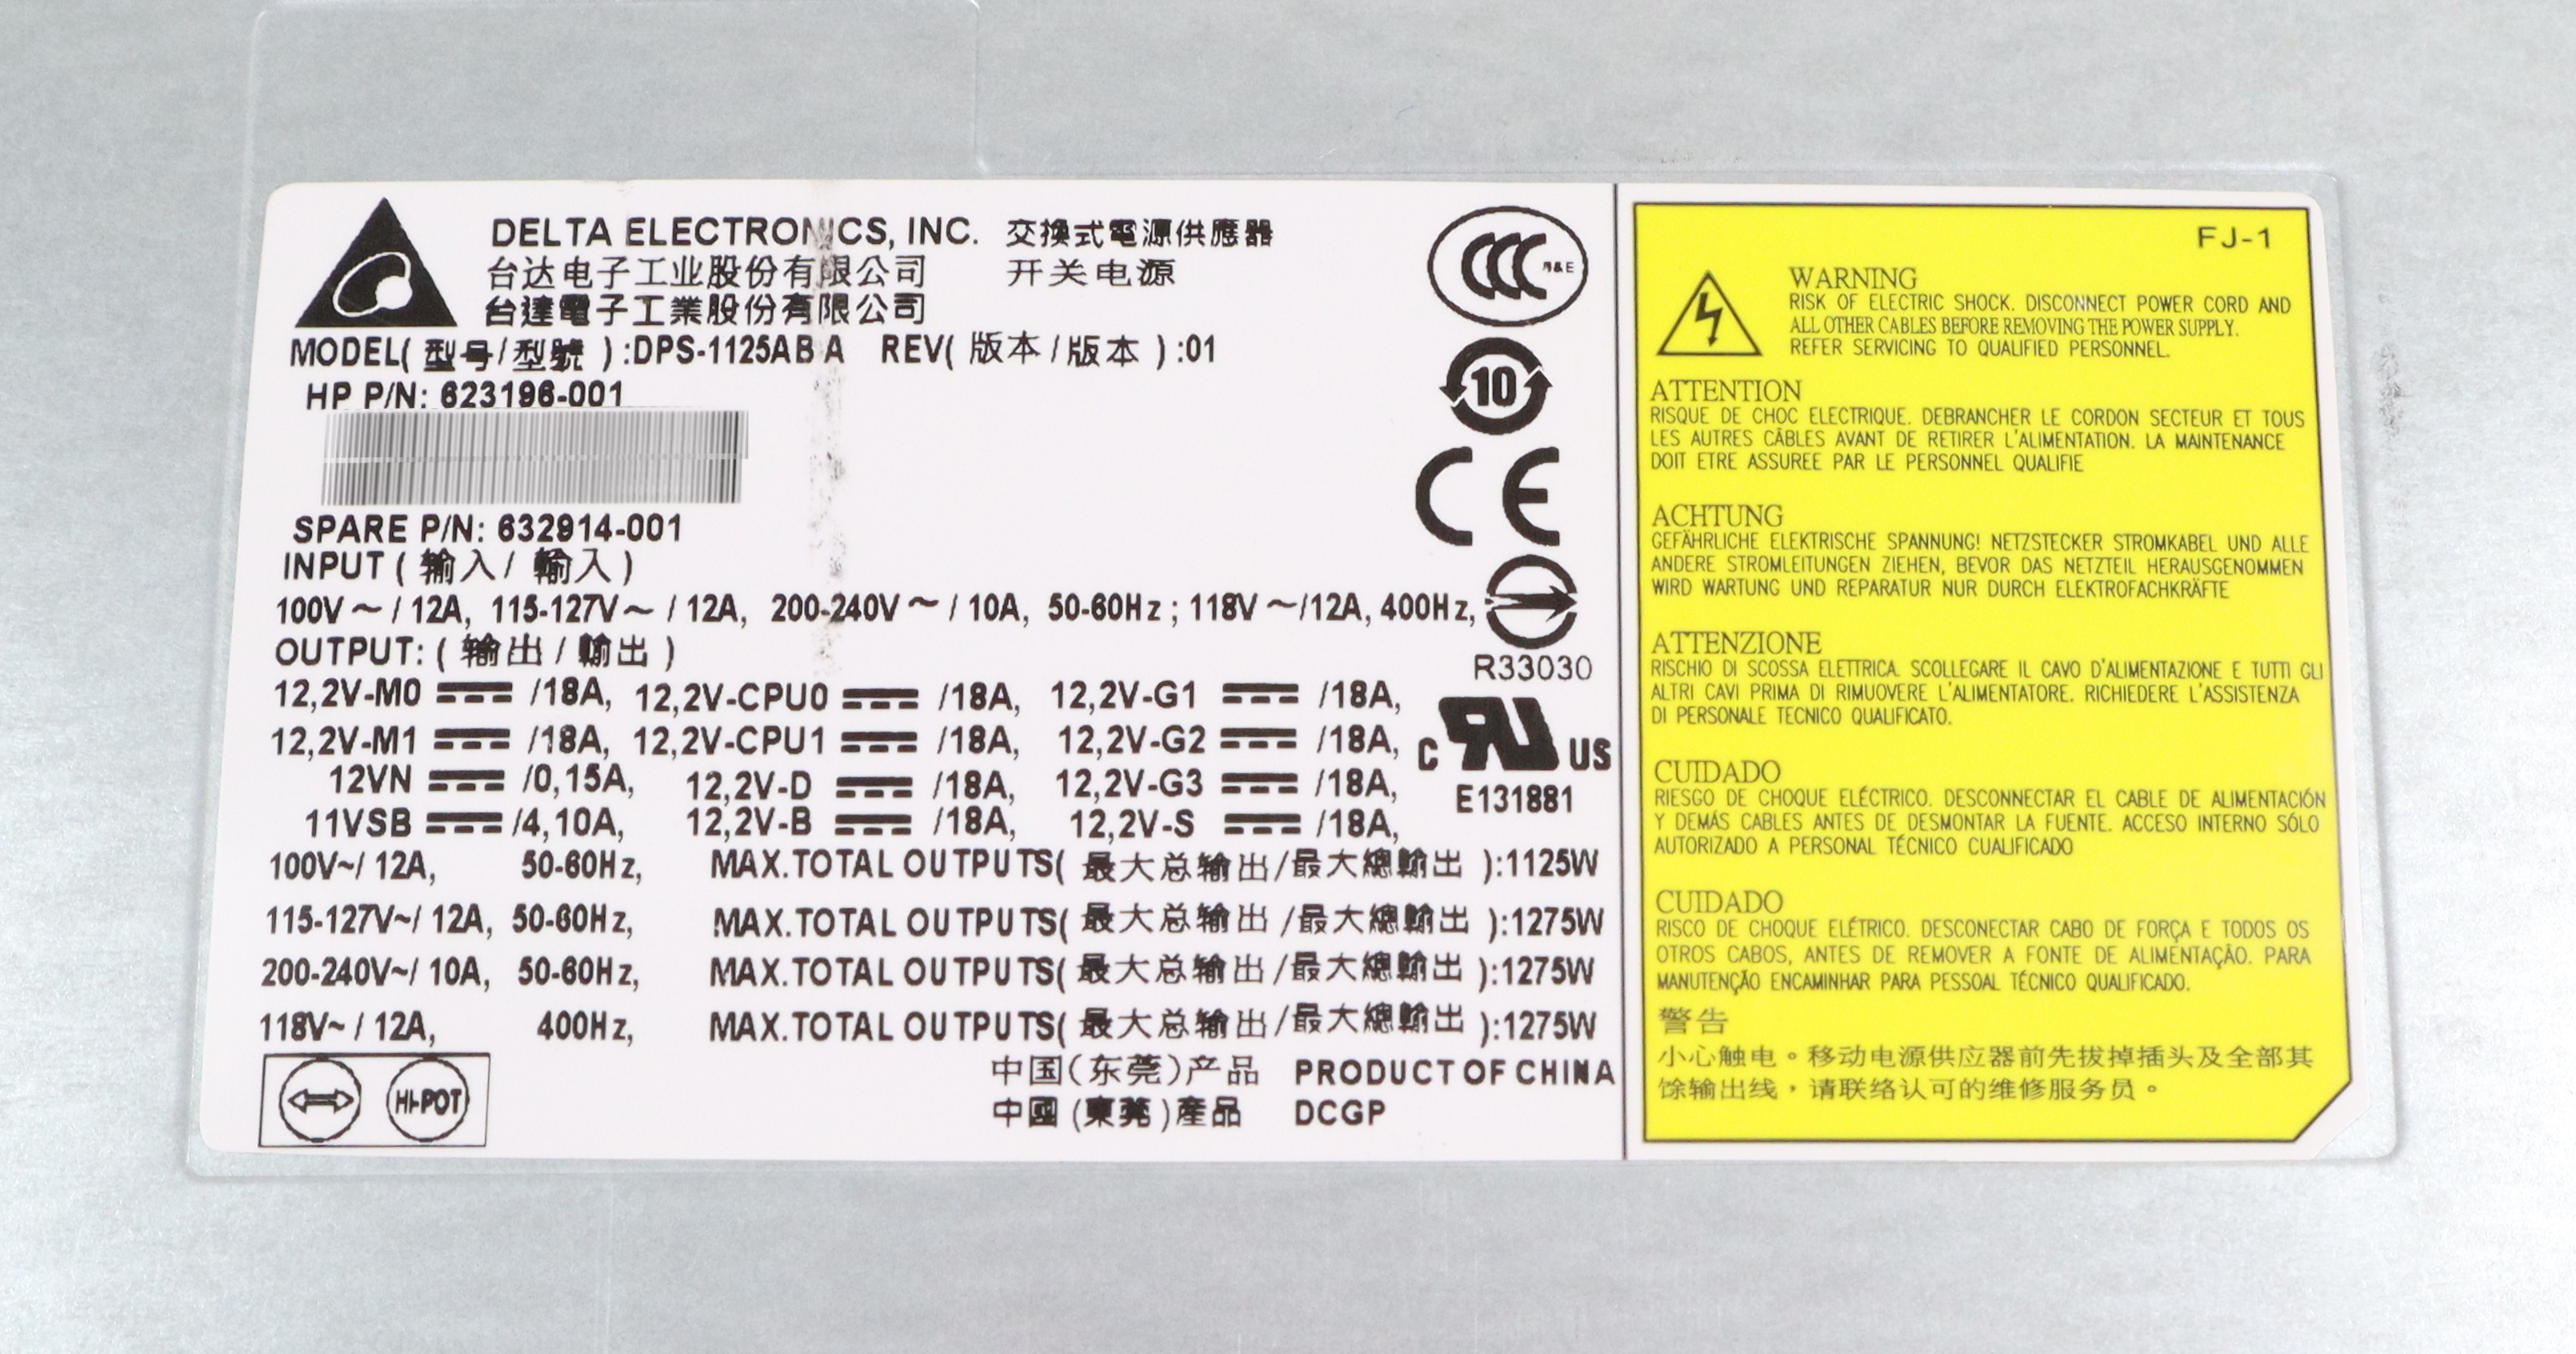 DELTA ELECTRONICS, INC. 交換式電源供應器
台达电子工业股份有限公司 开关电源
台達電子工業股份有限公司
MODEL( 型号/型號 ):DPS-1125AB A REV( 版本/版本 ):01
HP P/N: 623196-001
SPARE P/N: 632914-001
INPUT ( 输入/ 輸入 )
100V～/ 12A, 115-127V～ / 12A, 200-240V～ / 10A, 50-60Hz ; 118V ～/12A, 400Hz,
OUTPUT: ( 输出 / 輸出 )
12,2V-M0 /18A, 12,2V-CPU0 /18A, 12,2V-G1 /18A,
12,2V-M1 /18A, 12,2V-CPU1 /18A, 12,2V-G2 /18A,
12VN /0,15A, 12,2V-D /18A, 12,2V-G3 /18A,
11VSB /4,10A, 12,2V-B /18A, 12,2V-S /18A,
100V~/ 12A, 50-60Hz, MAX.TOTAL OUTPUTS( 最大总输出/最大總輸出 ):1125W
115-127V~/ 12A, 50-60Hz, MAX.TOTAL OUTPUTS( 最大总输出 /最大總輸出 ):1275W
200-240V~/ 10A, 50-60Hz, MAX.TOTAL OUTPUTS( 最大总输出/最大總輸出 ):1275W
118V~ / 12A, 400Hz, MAX.TOTAL OUTPUTS( 最大总输出/最大總輸出 ):1275W
HI-POT
中国(东莞)产品 PRODUCT OF CHINA
中國 (東莞)產品 DCGP
CCC
10
CE
R33030
C RU US
E131881
FJ-1
WARNING
RISK OF ELECTRIC SHOCK. DISCONNECT POWER CORD AND
ALL OTHER CABLES BEFORE REMOVING THE POWER SUPPLY.
REFER SERVICING TO QUALIFIED PERSONNEL.
ATTENTION
RISQUE DE CHOC ELECTRIQUE. DEBRANCHER LE CORDON SECTEUR ET TOUS
LES AUTRES CÂBLES AVANT DE RETIRER L'ALIMENTATION. LA MAINTENANCE
DOIT ETRE ASSUREE PAR LE PERSONNEL QUALIFIE
ACHTUNG
GEFÄHRLICHE ELEKTRISCHE SPANNUNG! NETZSTECKER STROMKABEL UND ALLE
ANDERE STROMLEITUNGEN ZIEHEN, BEVOR DAS NETZTEIL HERAUSGENOMMEN
WIRD WARTUNG UND REPARATUR NUR DURCH ELEKTROFACHKRÄFTE
ATTENZIONE
RISCHIO DI SCOSSA ELETTRICA. SCOLLEGARE IL CAVO D'ALIMENTAZIONE E TUTTI GLI
ALTRI CAVI PRIMA DI RIMUOVERE L'ALIMENTATORE. RICHIEDERE L'ASSISTENZA
DI PERSONALE TECNICO QUALIFICATO.
CUIDADO
RIESGO DE CHOQUE ELÉCTRICO. DESCONNECTAR EL CABLE DE ALIMENTACIÓN
Y DEMÁS CABLES ANTES DE DESMONTAR LA FUENTE. ACCESO INTERNO SÓLO
AUTORIZADO A PERSONAL TÉCNICO CUALIFICADO
CUIDADO
RISCO DE CHOQUE ELÉTRICO. DESCONECTAR CABO DE FORÇA E TODOS OS
OTROS CABOS, ANTES DE REMOVER A FONTE DE ALIMENTAÇÃO. PARA
MANUTENÇÃO ENCAMINHAR PARA PESSOAL TÉCNICO QUALIFICADO.
警告
小心触电。移动电源供应器前先拔掉插头及全部其
馀输出线，请联络认可的维修服务员。